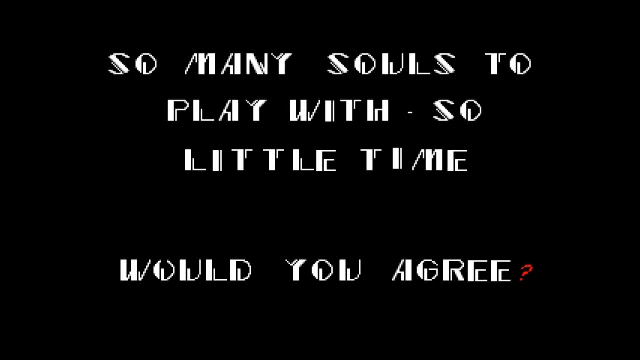 SO MANY SOULS TO
PLAY WITH - SO
LITTLE TIME
WOULD YOU AGREE?